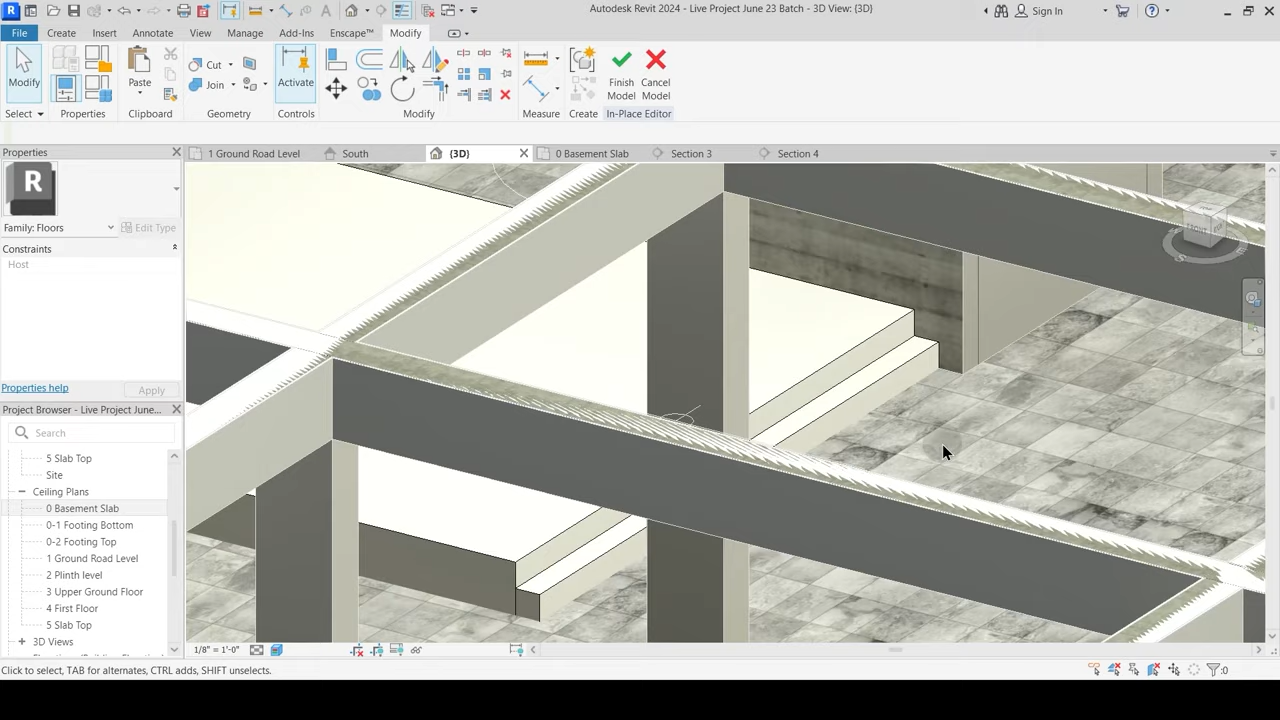 Autodesk Revit 2024 - Live Project June 23 Batch - 3D View: {3D}
Sign In
File Create Insert Annotate View Manage Add-Ins Enscape™ Modify
Modify
Paste
Cut
Join
Activate
Finish Model
Cancel Model
Select Properties Clipboard Geometry Controls Modify Measure Create In-Place Editor
Properties
1 Ground Road Level
South
{3D}
0 Basement Slab
Section 3
Section 4
R
Family: Floors
Edit Type
Constraints
Host
Properties help
Apply
Project Browser - Live Project June...
Search
5 Slab Top
Site
Ceiling Plans
0 Basement Slab
0-1 Footing Bottom
0-2 Footing Top
1 Ground Road Level
2 Plinth level
3 Upper Ground Floor
4 First Floor
5 Slab Top
3D Views
1/8" = 1'-0"
Click to select, TAB for alternates, CTRL adds, SHIFT unselects.
:0